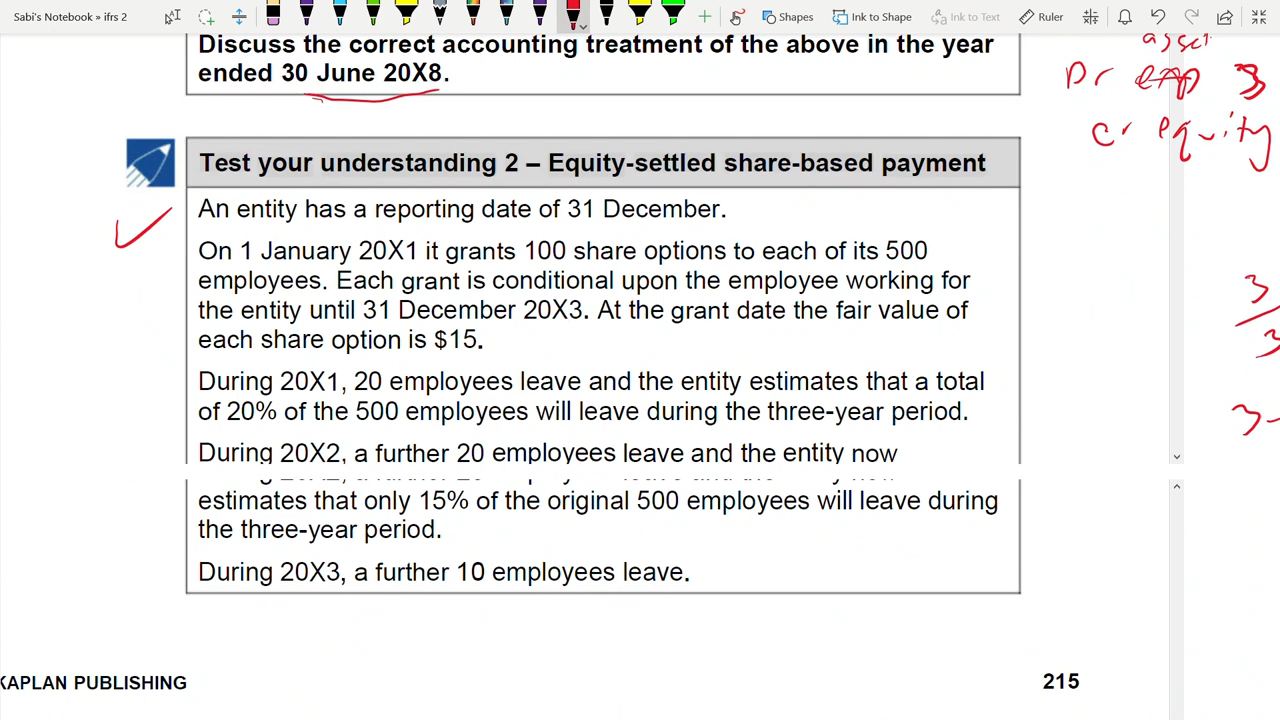 Sabi's Notebook » ifrs 2
Shapes
Ink to Shape
Ink to Text
Ruler
Discuss the correct accounting treatment of the above in the year
ended 30 June 20X8.
asset
Dr exp 3
Cr equity
Test your understanding 2 – Equity-settled share-based payment
An entity has a reporting date of 31 December.
On 1 January 20X1 it grants 100 share options to each of its 500
employees. Each grant is conditional upon the employee working for
the entity until 31 December 20X3. At the grant date the fair value of
each share option is $15.
3
3
During 20X1, 20 employees leave and the entity estimates that a total
of 20% of the 500 employees will leave during the three-year period.
3-
During 20X2, a further 20 employees leave and the entity now
estimates that only 15% of the original 500 employees will leave during
the three-year period.
During 20X3, a further 10 employees leave.
KAPLAN PUBLISHING
215